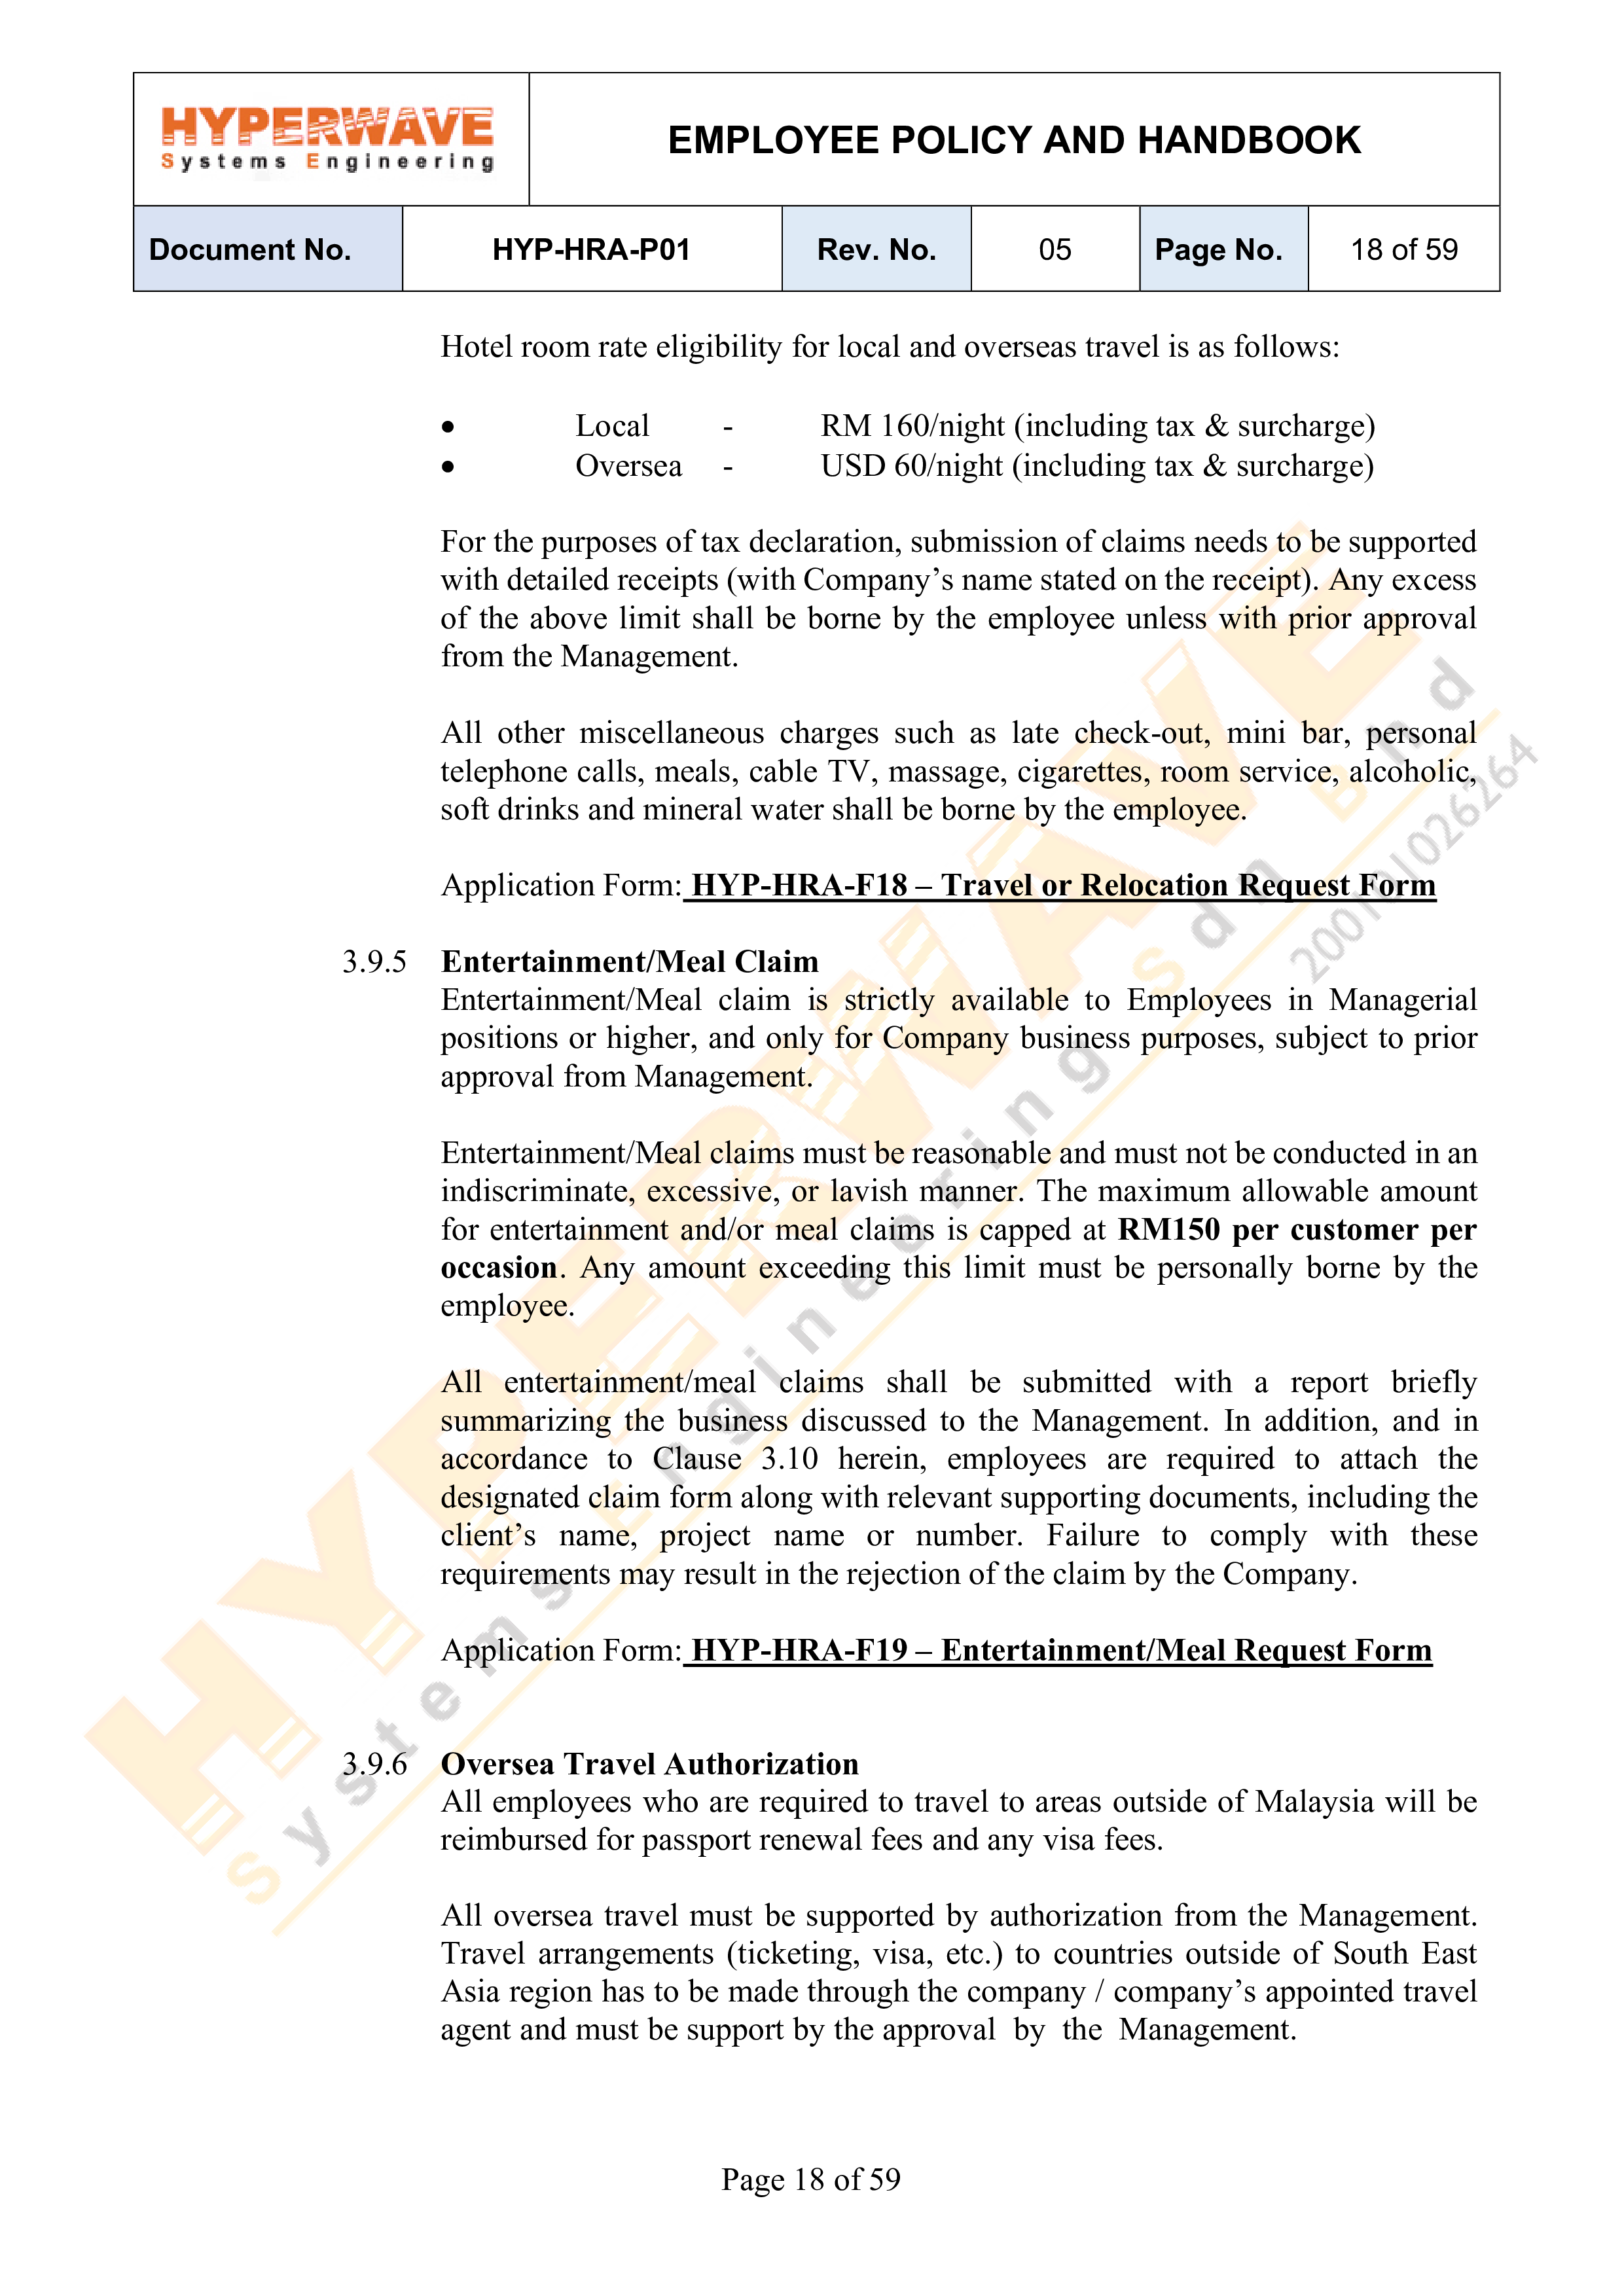 HYPERWAVE
Systems Engineering
EMPLOYEE POLICY AND HANDBOOK
Document No. HYP-HRA-P01 Rev. No. 05 Page No. 18 of 59
Hotel room rate eligibility for local and overseas travel is as follows:
• Local - RM 160/night (including tax & surcharge)
• Oversea - USD 60/night (including tax & surcharge)
For the purposes of tax declaration, submission of claims needs to be supported
with detailed receipts (with Company’s name stated on the receipt). Any excess
of the above limit shall be borne by the employee unless with prior approval
from the Management.
All other miscellaneous charges such as late check-out, mini bar, personal
telephone calls, meals, cable TV, massage, cigarettes, room service, alcoholic,
soft drinks and mineral water shall be borne by the employee.
Application Form: HYP-HRA-F18 – Travel or Relocation Request Form
3.9.5 Entertainment/Meal Claim
Entertainment/Meal claim is strictly available to Employees in Managerial
positions or higher, and only for Company business purposes, subject to prior
approval from Management.
Entertainment/Meal claims must be reasonable and must not be conducted in an
indiscriminate, excessive, or lavish manner. The maximum allowable amount
for entertainment and/or meal claims is capped at RM150 per customer per
occasion. Any amount exceeding this limit must be personally borne by the
employee.
All entertainment/meal claims shall be submitted with a report briefly
summarizing the business discussed to the Management. In addition, and in
accordance to Clause 3.10 herein, employees are required to attach the
designated claim form along with relevant supporting documents, including the
client’s name, project name or number. Failure to comply with these
requirements may result in the rejection of the claim by the Company.
Application Form: HYP-HRA-F19 – Entertainment/Meal Request Form
3.9.6 Oversea Travel Authorization
All employees who are required to travel to areas outside of Malaysia will be
reimbursed for passport renewal fees and any visa fees.
All oversea travel must be supported by authorization from the Management.
Travel arrangements (ticketing, visa, etc.) to countries outside of South East
Asia region has to be made through the company / company’s appointed travel
agent and must be support by the approval by the Management.
Page 18 of 59
HYPERWAVE
Systems Engineering Sdn Bhd
200101026264